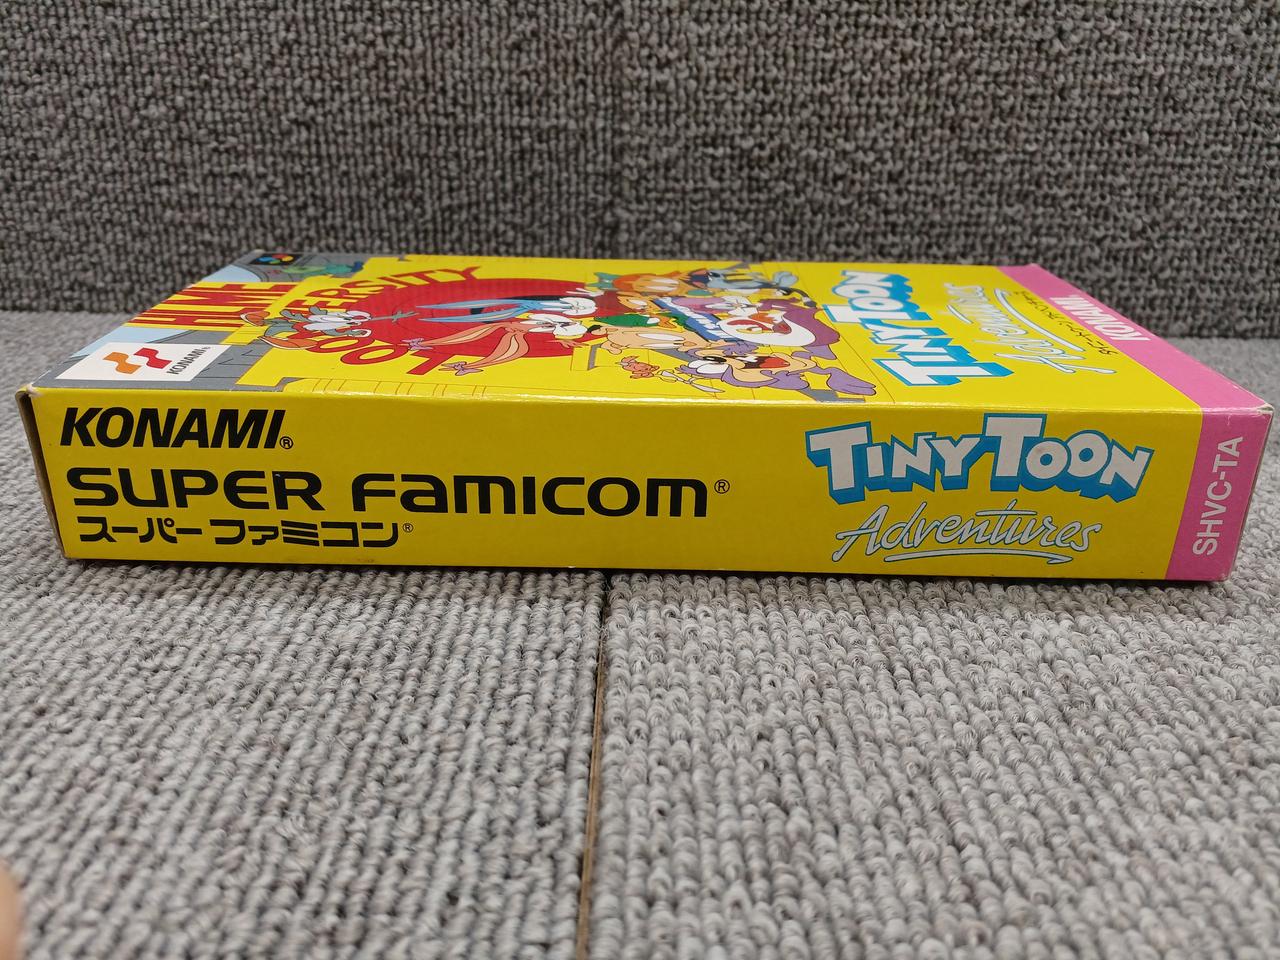 KONAMI®
SUPER FAMICOM®
スーパーファミコン®
TINY TOON
Adventures
SHVC-TA
KONAMI
TINY TOON
Adventures
KONAMI
ACME
LOONIVERSITY